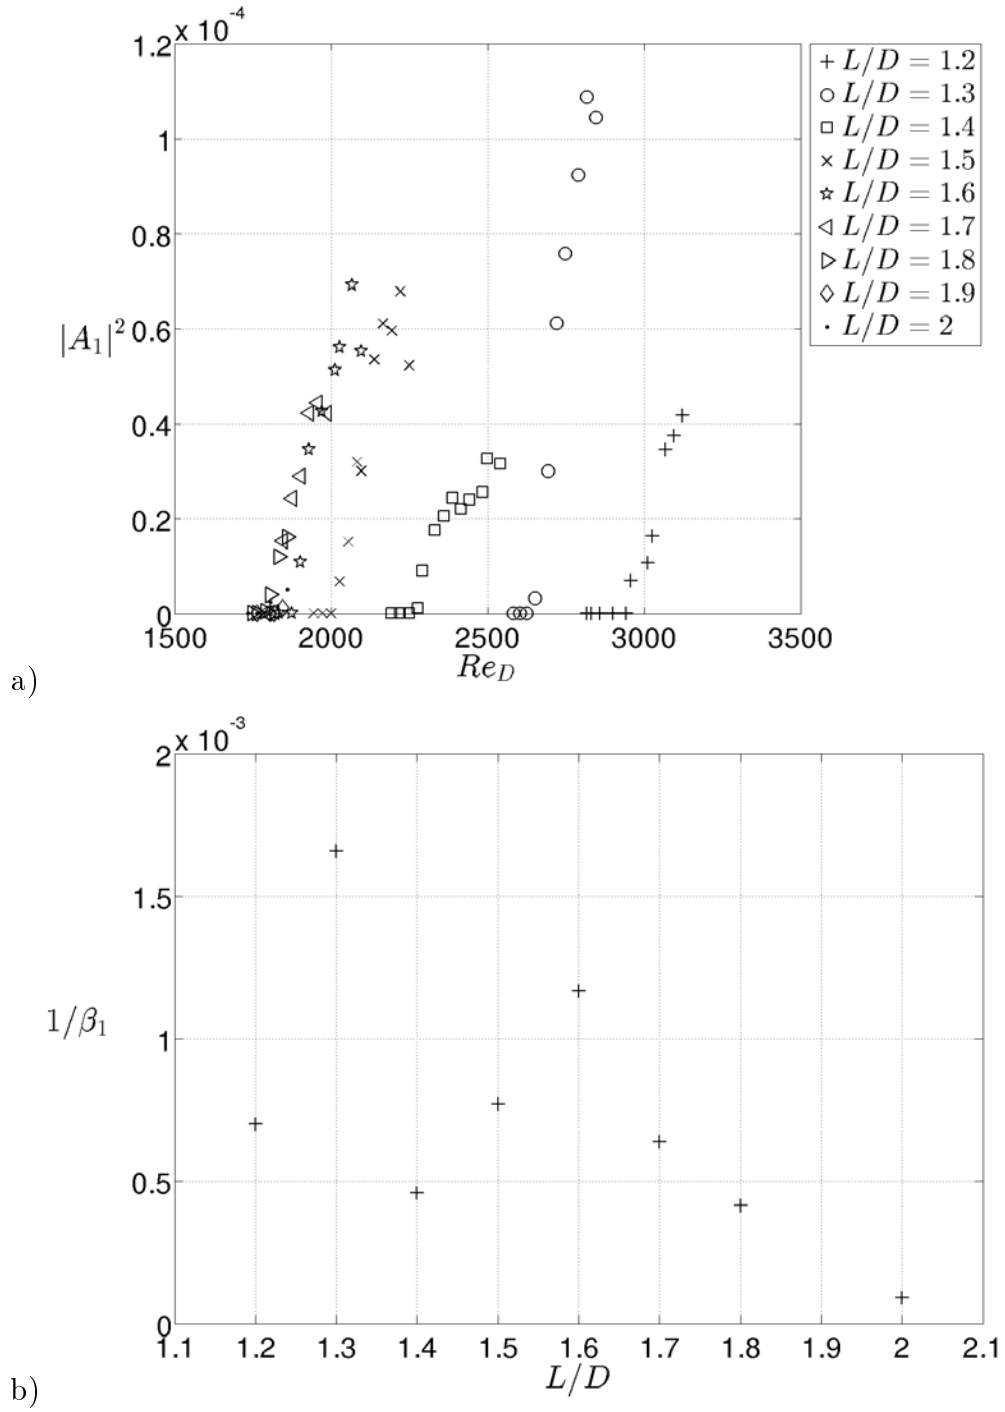 x 10^-4
1.2
1
0.8
|A_1|^2 0.6
0.4
0.2
0
1500 2000 2500 3000 3500
Re_D
+ L/D = 1.2
○ L/D = 1.3
□ L/D = 1.4
× L/D = 1.5
☆ L/D = 1.6
◁ L/D = 1.7
▷ L/D = 1.8
◇ L/D = 1.9
· L/D = 2
a)
x 10^-3
2
1.5
1/β_1 1
0.5
0
1.1 1.2 1.3 1.4 1.5 1.6 1.7 1.8 1.9 2 2.1
L/D
b)